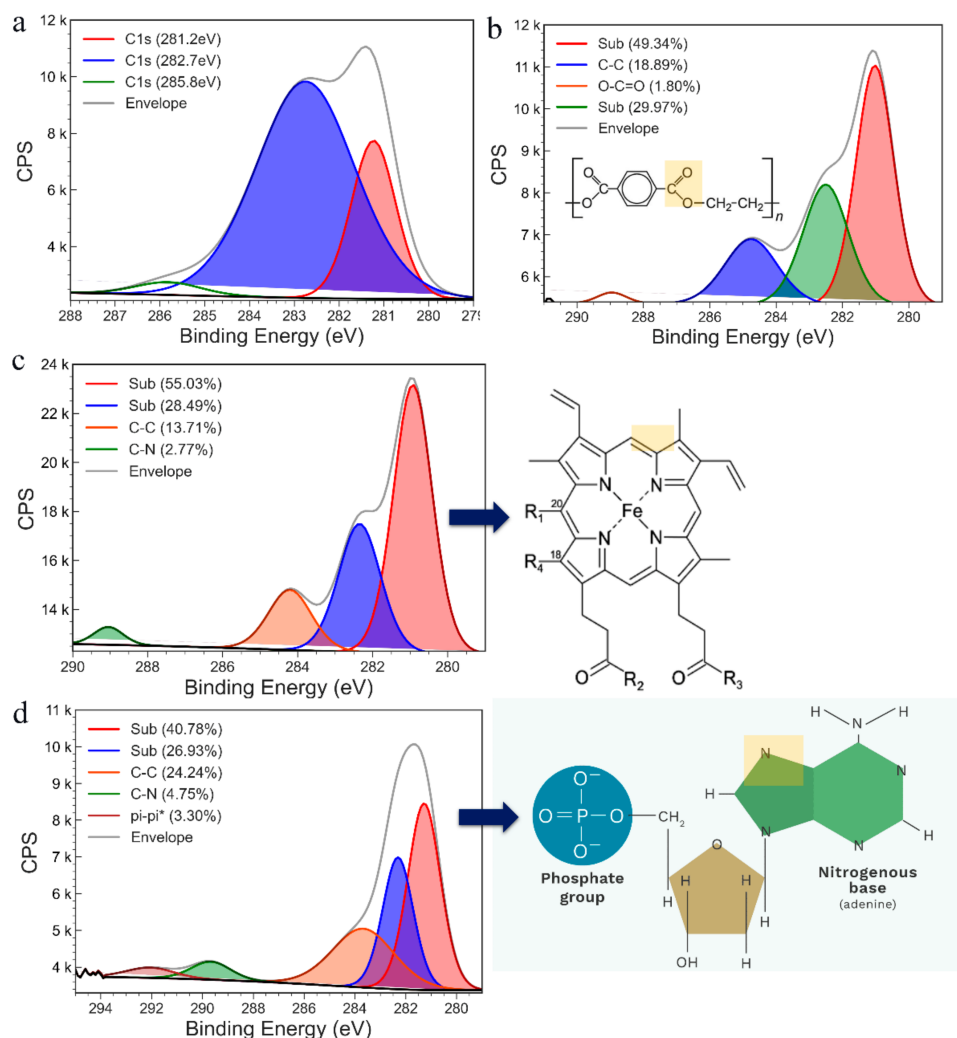 a
12 k
10 k
8 k
6 k
4 k
CPS
C1s (281.2eV)
C1s (282.7eV)
C1s (285.8eV)
Envelope
288 287 286 285 284 283 282 281 280 279
Binding Energy (eV)
b
12 k
11 k
10 k
9 k
8 k
7 k
6 k
CPS
Sub (49.34%)
C-C (18.89%)
O-C=O (1.80%)
Sub (29.97%)
Envelope
O O
C C
O O-CH2-CH2 n
290 288 286 284 282 280
Binding Energy (eV)
c
24 k
22 k
20 k
18 k
16 k
14 k
CPS
Sub (55.03%)
Sub (28.49%)
C-C (13.71%)
C-N (2.77%)
Envelope
290 288 286 284 282 280
Binding Energy (eV)
N N
20 Fe
R1
N N
R4 18
O R2 O R3
d
11 k
10 k
9 k
8 k
7 k
6 k
5 k
4 k
CPS
Sub (40.78%)
Sub (26.93%)
C-C (24.24%)
C-N (4.75%)
pi-pi* (3.30%)
Envelope
294 292 290 288 286 284 282 280
Binding Energy (eV)
H H
N
N
N
O−
O=P-O
O−
CH2
H
N
N
H
O
Phosphate
group
H H
H H
OH H
Nitrogenous
base
(adenine)